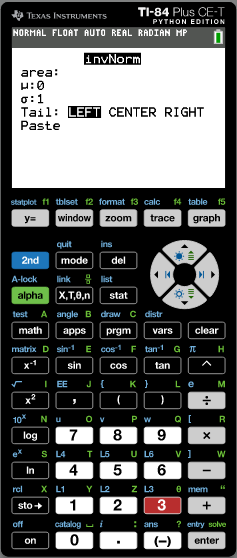 TEXAS INSTRUMENTS TI-84 Plus CE-T
PYTHON EDITION
NORMAL FLOAT AUTO REAL RADIAN MP
invNorm
area:
μ:0
σ:1
Tail: LEFT CENTER RIGHT
Paste
statplot f1 tblset f2 format f3 calc f4 table f5
y= window zoom trace graph
quit ins
2nd mode del
A-lock link list
alpha X,T,θ,n stat
test A angle B draw C distr
math apps prgm vars clear
matrix D sin⁻¹ E cos⁻¹ F tan⁻¹ G π H
x⁻¹ sin cos tan ^
√ I EE J { K } L e M
x² , ( ) ÷
10ˣ N u O v P w Q [ R
log 7 8 9 ×
eˣ S L4 T L5 U L6 V ] W
ln 4 5 6 −
rcl X L1 Y L2 Z L3 θ mem "
sto→ 1 2 3 +
off catalog i : ans ? entry solve
on 0 . (−) enter